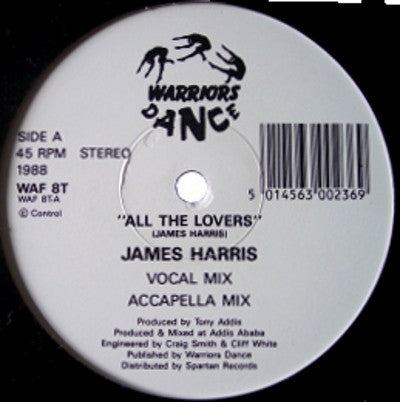 WARRIORS
DANCE
SIDE A
45 RPM STEREO
1988
WAF 8T
WAF 8T-A
© Control
5 014563 002369
"ALL THE LOVERS"
(JAMES HARRIS)
JAMES HARRIS
VOCAL MIX
ACCAPELLA MIX
Produced by Tony Addis
Produced & Mixed at Addis Ababa
Engineered by Craig Smith & Cliff White
Published by Warriors Dance
Distributed by Spartan Records